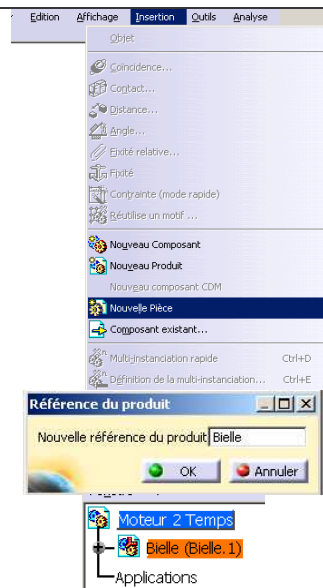 Edition Affichage Insertion Outils Analyse
Objet
Coïncidence...
Contact...
Distance...
Angle...
Fixité relative...
Fixité
Contrainte (mode rapide)
Réutilise un motif ...
Nouveau Composant
Nouveau Produit
Nouveau composant CDM
Nouvelle Pièce
Composant existant...
Multi-instanciation rapide Ctrl+D
Définition de la multi-instanciation... Ctrl+E
Référence du produit
Nouvelle référence du produit Bielle
OK Annuler
Moteur 2 Temps
Bielle (Bielle.1)
Applications